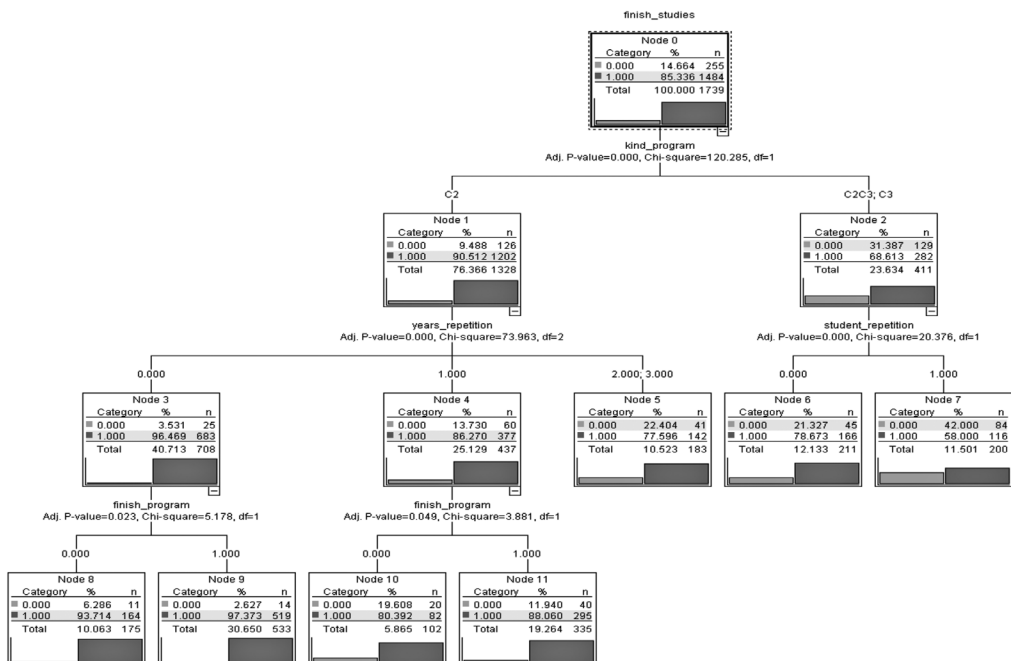 finish_studies
Node 0
Category % n
0.000 14.664 255
1.000 85.336 1484
Total 100.000 1739
kind_program
Adj. P-value=0.000, Chi-square=120.285, df=1
C2
C2C3; C3
Node 1
Category % n
0.000 9.488 126
1.000 90.512 1202
Total 76.366 1328
Node 2
Category % n
0.000 31.387 129
1.000 68.613 282
Total 23.634 411
years_repetition
Adj. P-value=0.000, Chi-square=73.963, df=2
student_repetition
Adj. P-value=0.000, Chi-square=20.376, df=1
0.000
1.000
2.000; 3.000
0.000
1.000
Node 3
Category % n
0.000 3.531 25
1.000 96.469 683
Total 40.713 708
Node 4
Category % n
0.000 13.730 60
1.000 86.270 377
Total 25.129 437
Node 5
Category % n
0.000 22.404 41
1.000 77.596 142
Total 10.523 183
Node 6
Category % n
0.000 21.327 45
1.000 78.673 166
Total 12.133 211
Node 7
Category % n
0.000 42.000 84
1.000 58.000 116
Total 11.501 200
finish_program
Adj. P-value=0.023, Chi-square=5.178, df=1
finish_program
Adj. P-value=0.049, Chi-square=3.881, df=1
0.000
1.000
0.000
1.000
Node 8
Category % n
0.000 6.286 11
1.000 93.714 164
Total 10.063 175
Node 9
Category % n
0.000 2.627 14
1.000 97.373 519
Total 30.650 533
Node 10
Category % n
0.000 19.608 20
1.000 80.392 82
Total 5.865 102
Node 11
Category % n
0.000 11.940 40
1.000 88.060 295
Total 19.264 335